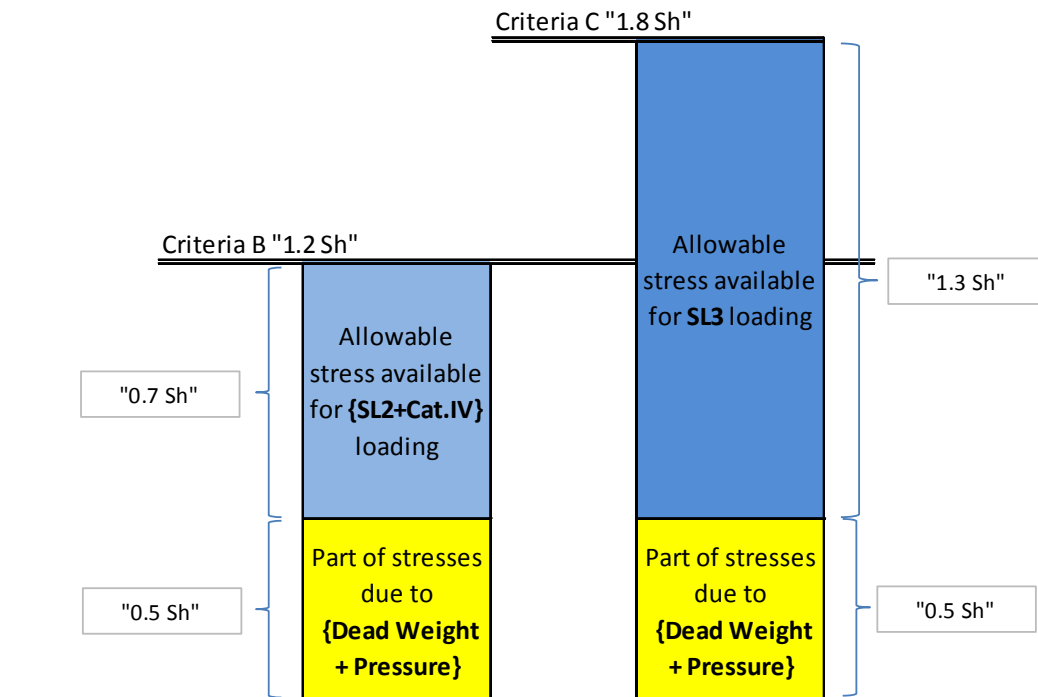 Criteria C "1.8 Sh"
Criteria B "1.2 Sh"
Allowable
stress available
for SL3 loading
"1.3 Sh"
Allowable
stress available
for {SL2+Cat.IV}
loading
"0.7 Sh"
Part of stresses
due to
{Dead Weight
+ Pressure}
"0.5 Sh"
Part of stresses
due to
{Dead Weight
+ Pressure}
"0.5 Sh"